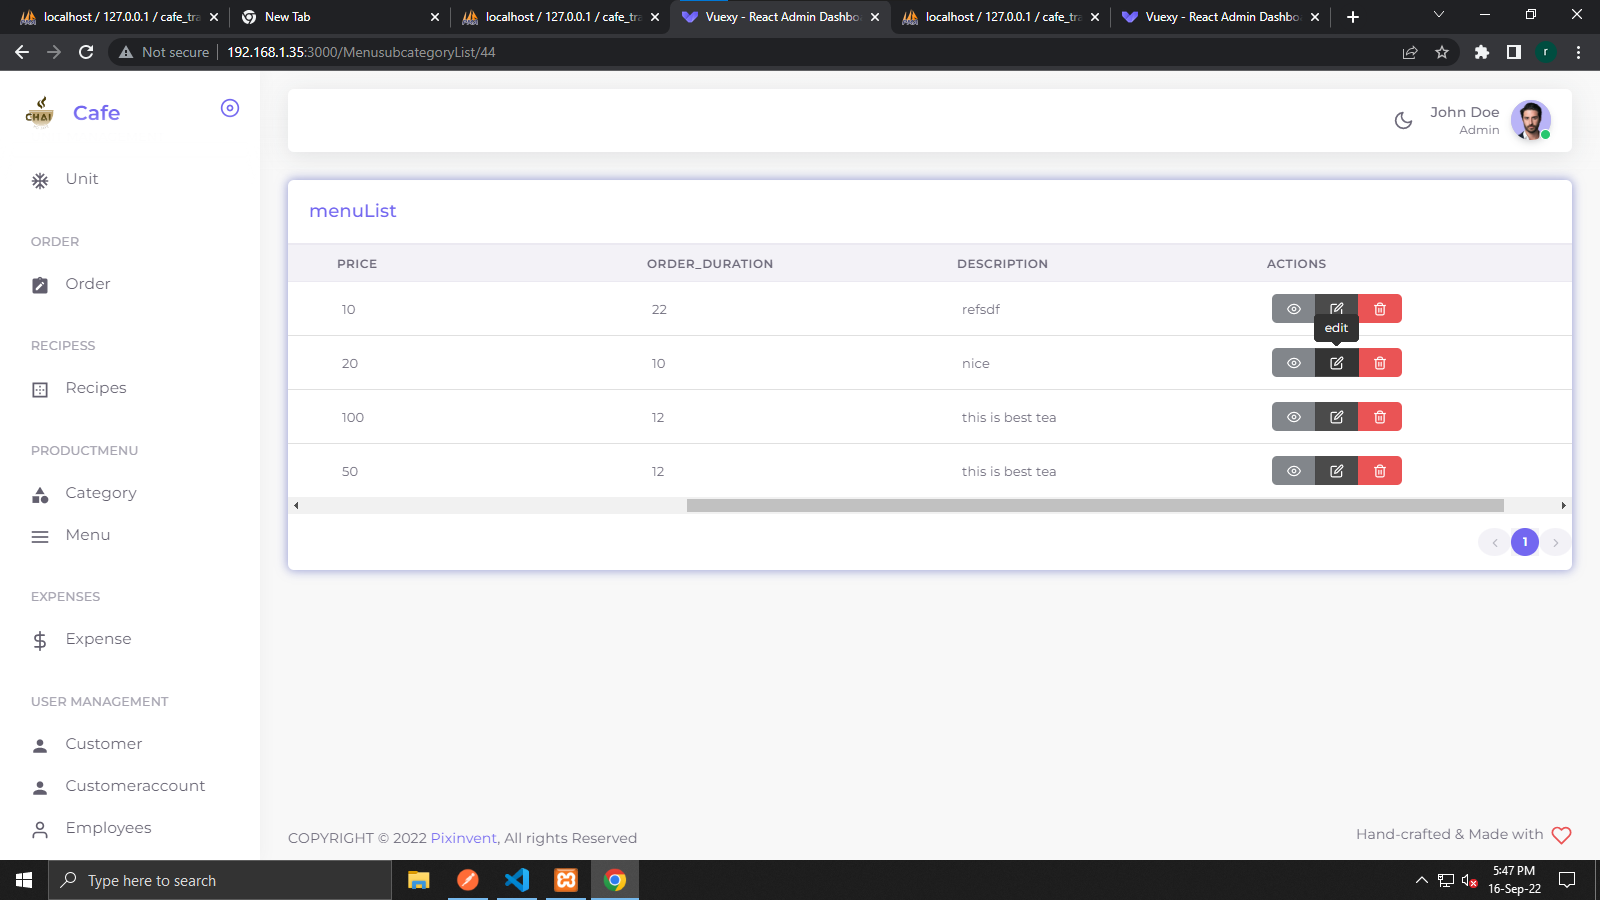 localhost / 127.0.0.1 / cafe_tra
New Tab
localhost / 127.0.0.1 / cafe_tra
Vuexy - React Admin Dashboa
localhost / 127.0.0.1 / cafe_tra
Vuexy - React Admin Dashboa
Not secure
192.168.1.35:3000/MenusubcategoryList/44
r
CHAI
Cafe
John Doe
Admin
Unit
ORDER
Order
RECIPESS
Recipes
PRODUCTMENU
Category
Menu
EXPENSES
Expense
USER MANAGEMENT
Customer
Customeraccount
Employees
menuList
PRICE ORDER_DURATION DESCRIPTION ACTIONS
10 22 refsdf
edit
20 10 nice
100 12 this is best tea
50 12 this is best tea
1
COPYRIGHT © 2022 Pixinvent, All rights Reserved
Hand-crafted & Made with
Type here to search
5:47 PM
16-Sep-22